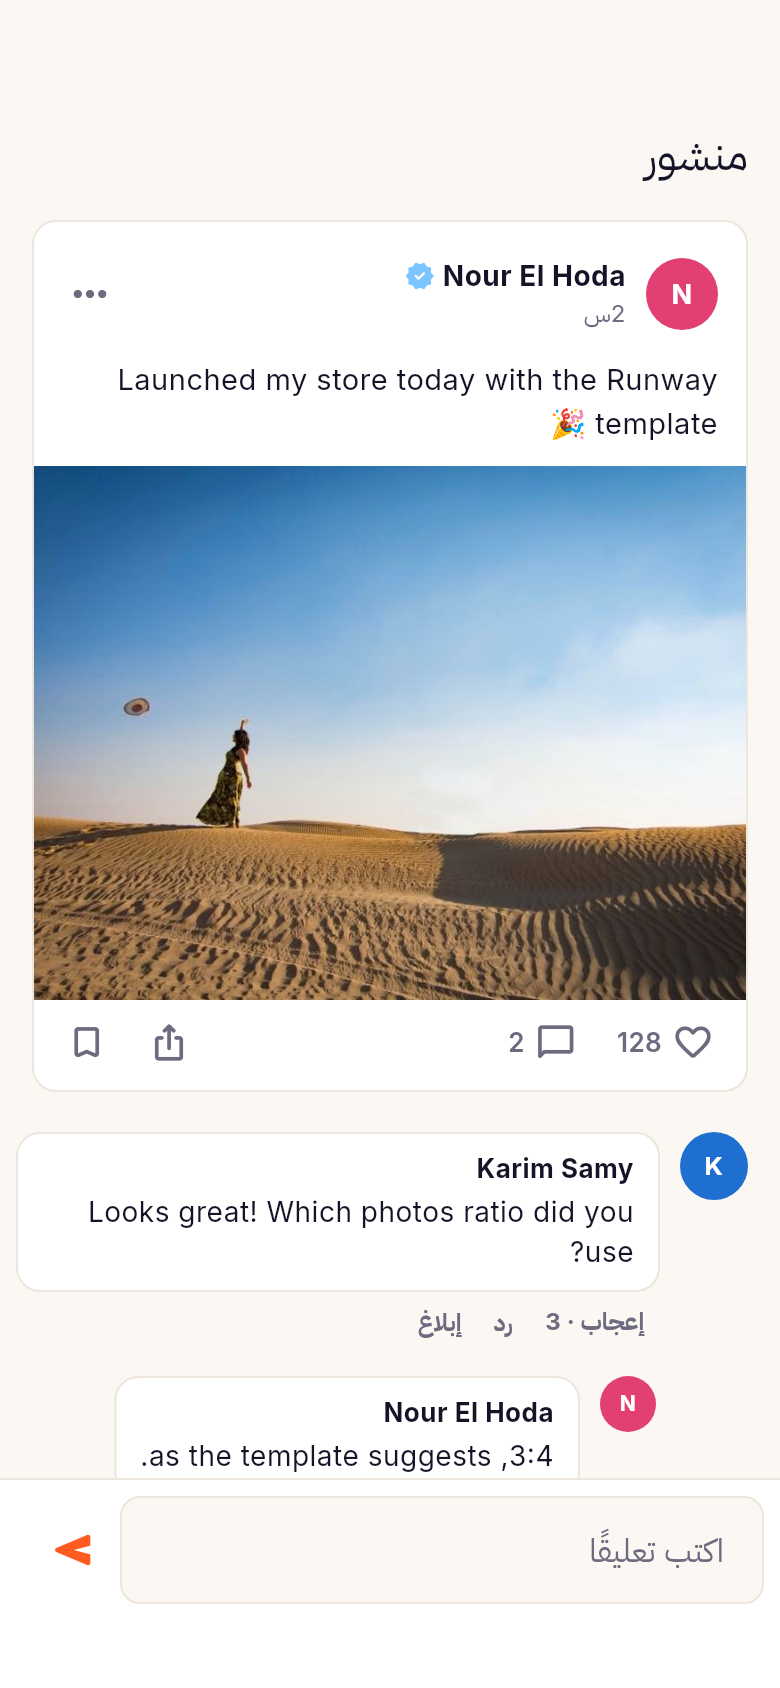 منشور
N
Nour El Hoda
2س
Launched my store today with the Runway
template 🎉
128
2
K
Karim Samy
Looks great! Which photos ratio did you
use?
إعجاب · 3
رد
إبلاغ
N
Nour El Hoda
3:4, as the template suggests.
اكتب تعليقًا